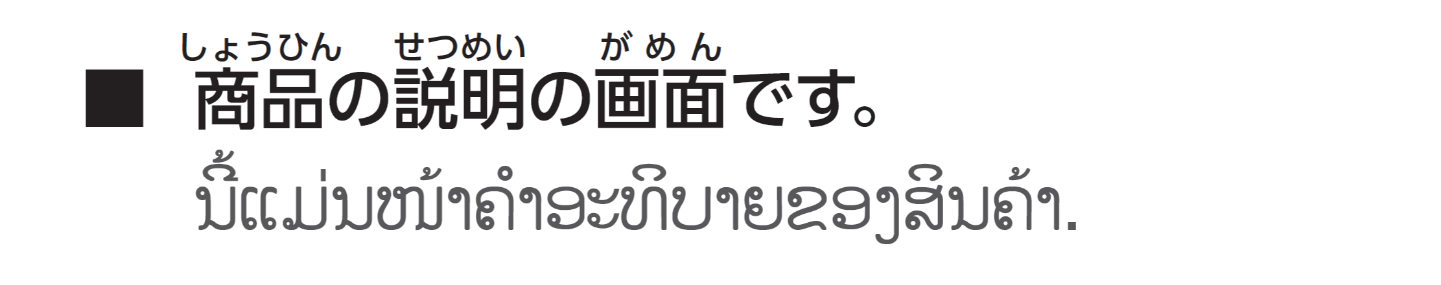 しょうひん せつめい がめん
■ 商品の説明の画面です。
ນີ້ແມ່ນໜ້າຄຳອະທິບາຍຂອງສິນຄ້າ.